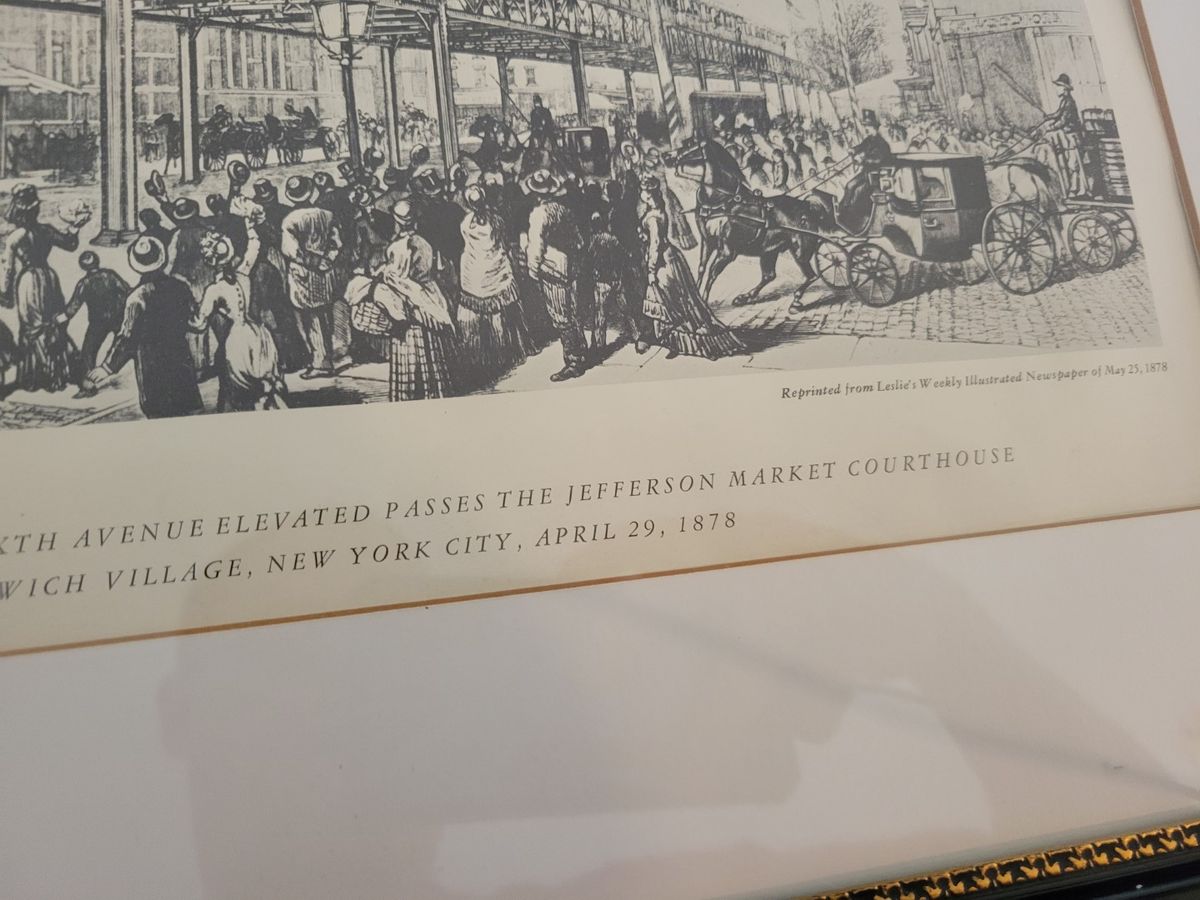 Reprinted from Leslie's Weekly Illustrated Newspaper of May 25, 1878
XTH AVENUE ELEVATED PASSES THE JEFFERSON MARKET COURTHOUSE
WICH VILLAGE, NEW YORK CITY, APRIL 29, 1878